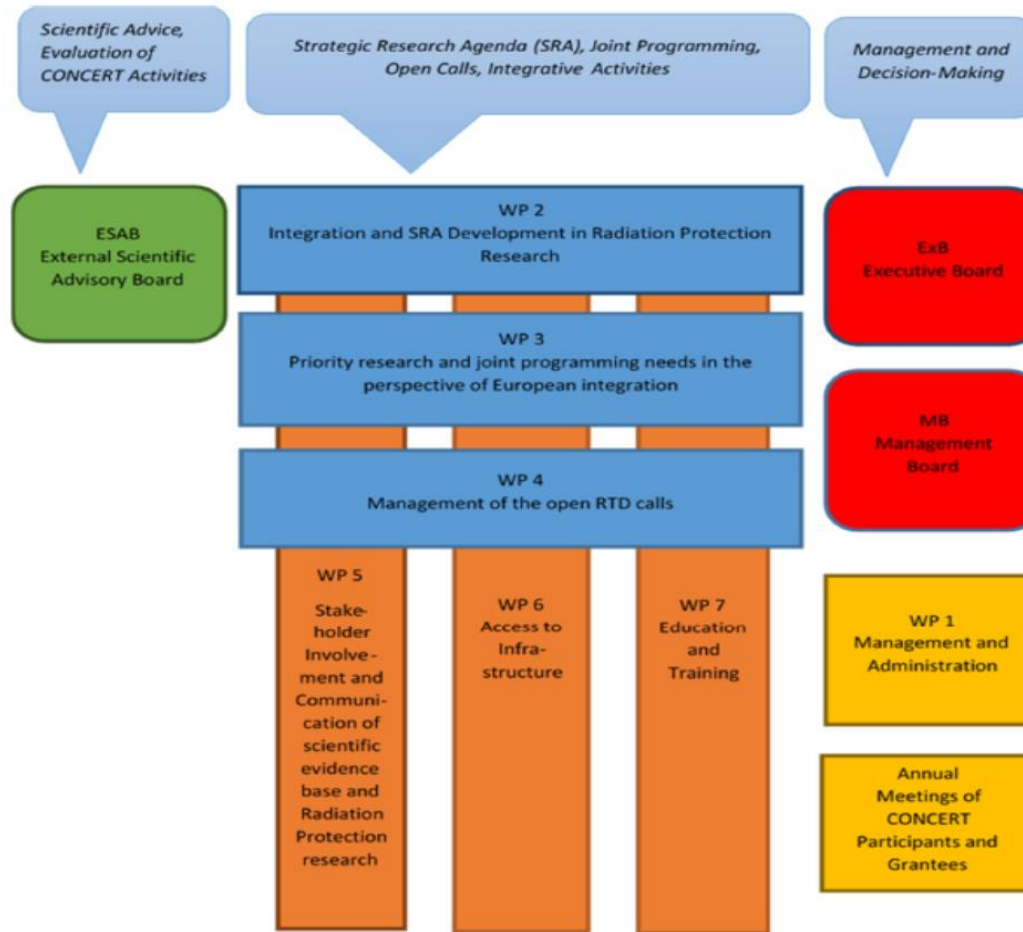 Scientific Advice,
Evaluation of
CONCERT Activities
Strategic Research Agenda (SRA), Joint Programming,
Open Calls, Integrative Activities
Management and
Decision-Making
ESAB
External Scientific
Advisory Board
WP 2
Integration and SRA Development in Radiation Protection
Research
ExB
Executive Board
WP 3
Priority research and joint programming needs in the
perspective of European integration
MB
Management
Board
WP 4
Management of the open RTD calls
WP 5
Stake-
holder
Involve-
ment and
Communi-
cation of
scientific
evidence
base and
Radiation
Protection
research
WP 6
Access to
Infra-
structure
WP 7
Education
and
Training
WP 1
Management and
Administration
Annual
Meetings of
CONCERT
Participants and
Grantees